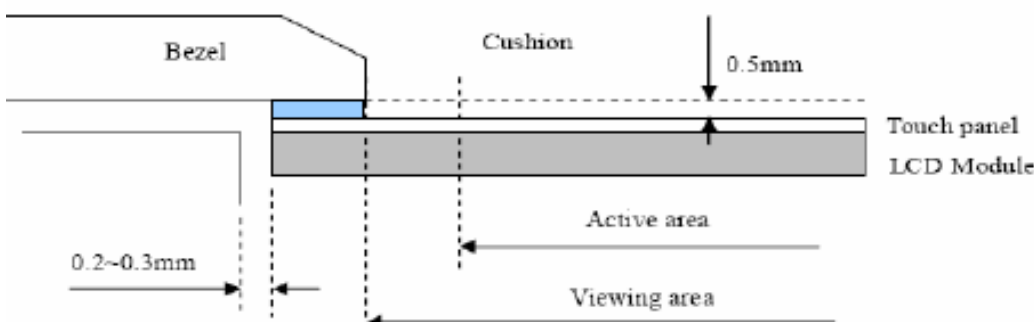 Cushion
Bezel
0.5mm
Touch panel
LCD Module
Active area
0.2~0.3mm
Viewing area